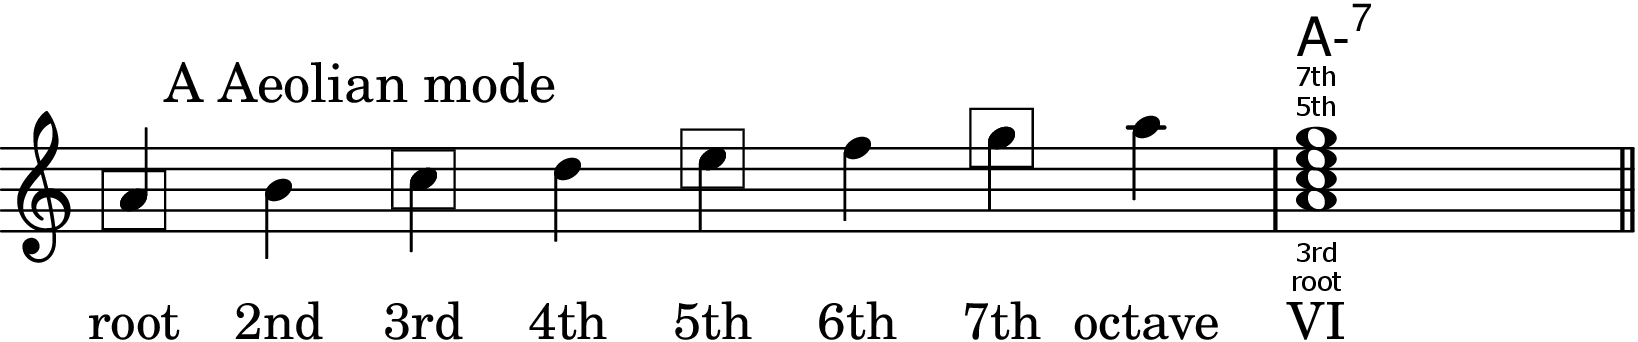 A-7
7th
5th
A Aeolian mode
3rd
root
root 2nd 3rd 4th 5th 6th 7th octave VI